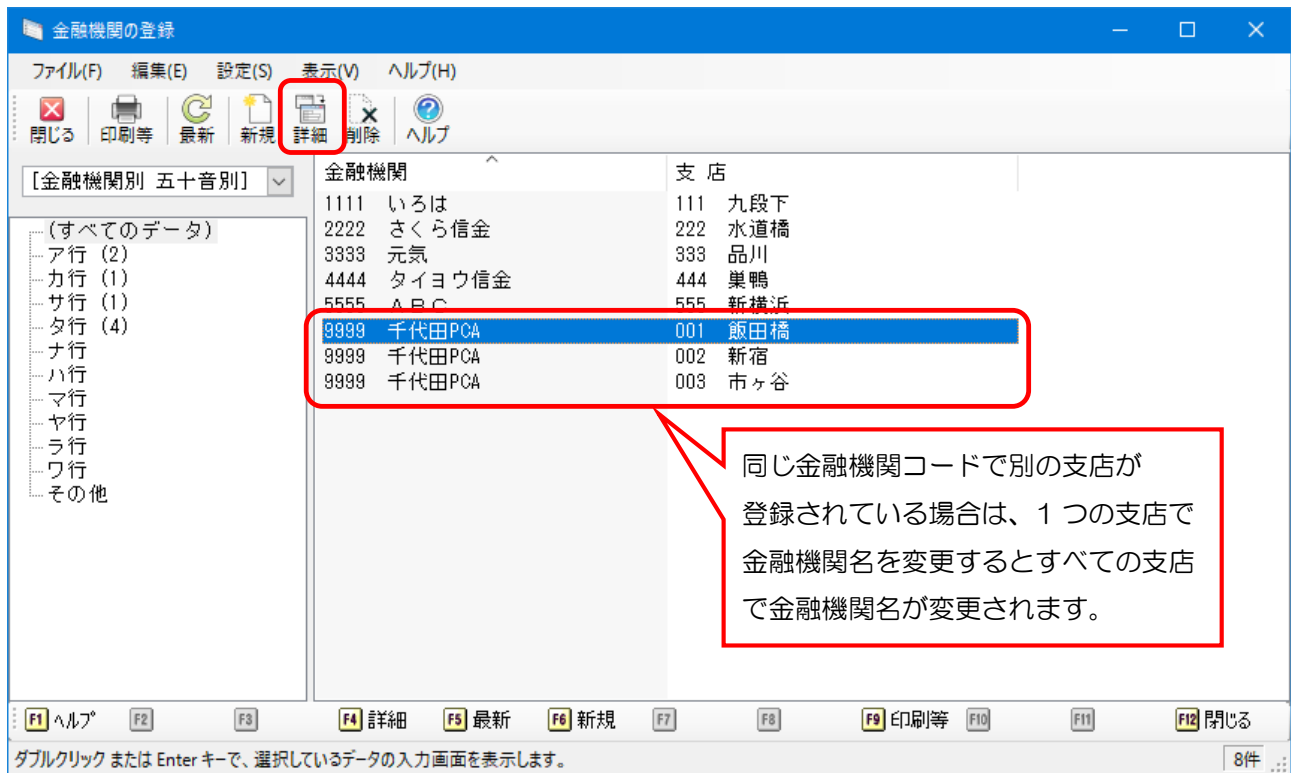 金融機関の登録
ファイル(F) 編集(E) 設定(S) 表示(V) ヘルプ(H)
閉じる 印刷等 最新 新規 詳細 削除 ヘルプ
[金融機関別 五十音別]
(すべてのデータ)
ア行 (2)
カ行 (1)
サ行 (1)
タ行 (4)
ナ行
ハ行
マ行
ヤ行
ラ行
ワ行
その他
金融機関 支 店
1111 いろは 111 九段下
2222 さくら信金 222 水道橋
3333 元気 333 品川
4444 タイヨウ信金 444 巣鴨
5555 ABC 555 新横浜
9999 千代田PCA 001 飯田橋
9999 千代田PCA 002 新宿
9999 千代田PCA 003 市ヶ谷
同じ金融機関コードで別の支店が
登録されている場合は、1 つの支店で
金融機関名を変更するとすべての支店
で金融機関名が変更されます。
F1 ヘルプ F2 F3 F4 詳細 F5 最新 F6 新規 F7 F8 F9 印刷等 F10 F11 F12 閉じる
ダブルクリック または Enter キーで、選択しているデータの入力画面を表示します。 8件